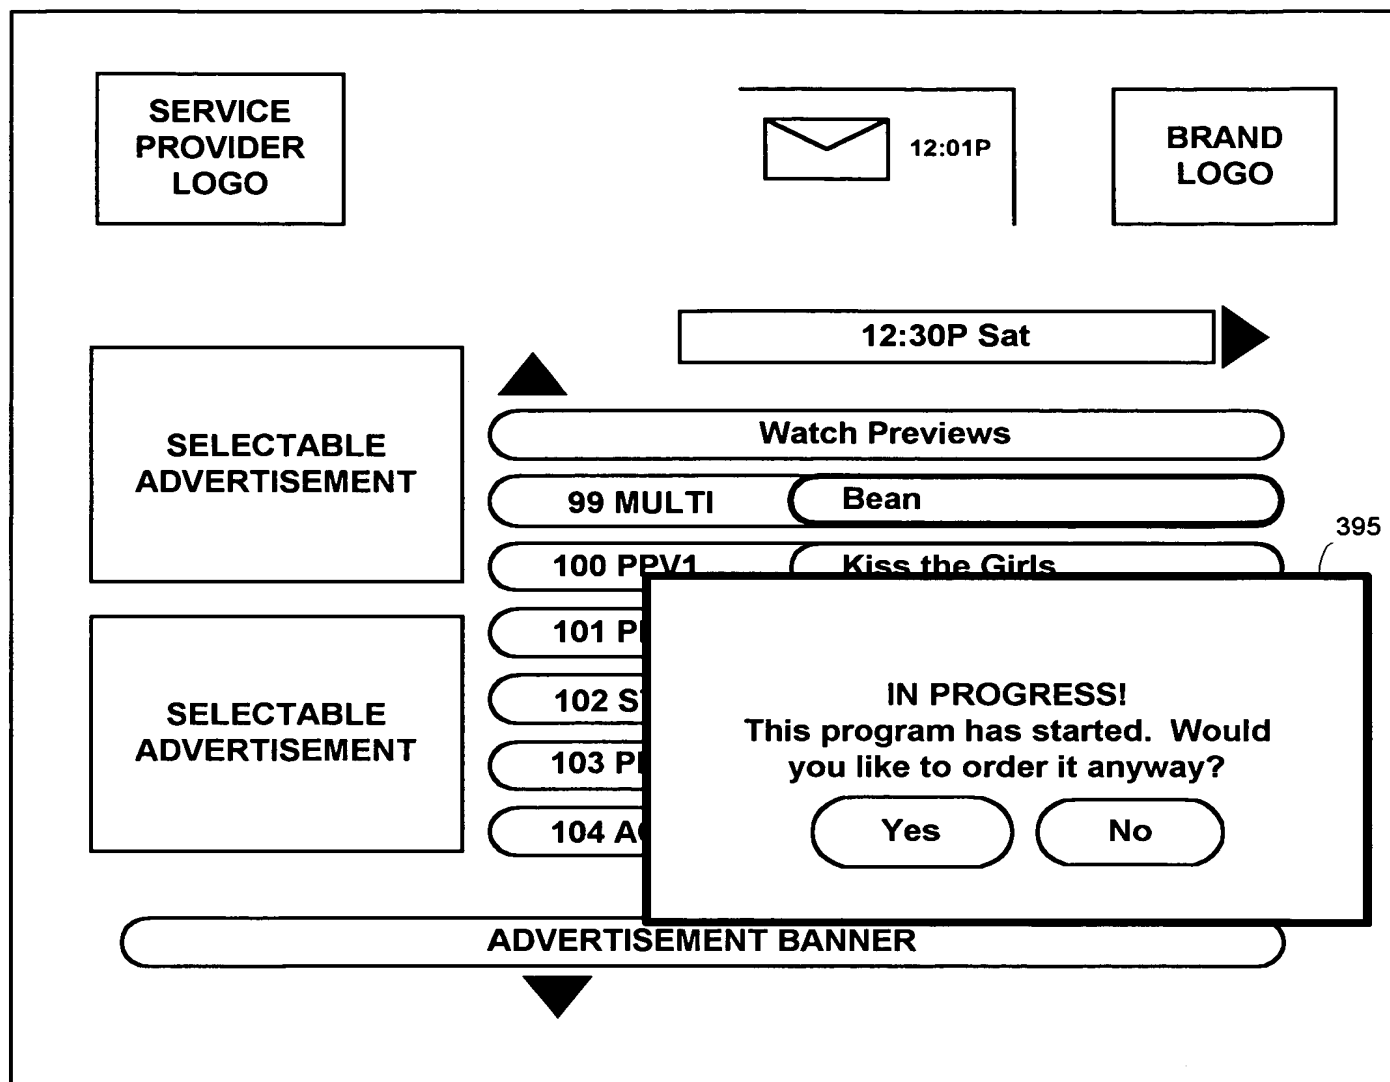 SERVICE
PROVIDER
LOGO
12:01P
BRAND
LOGO
12:30P Sat
SELECTABLE
ADVERTISEMENT
Watch Previews
99 MULTI Bean
395
100 PPV1 Kiss the Girls
101
102
103
104
SELECTABLE
ADVERTISEMENT
IN PROGRESS!
This program has started. Would
you like to order it anyway?
Yes No
ADVERTISEMENT BANNER